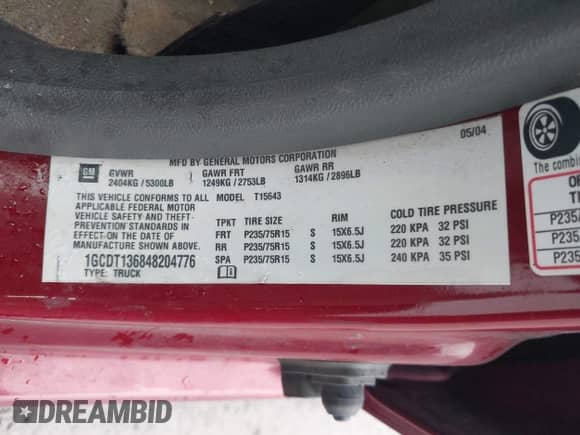 MFD BY GENERAL MOTORS CORPORATION 05/04
GM GVWR GAWR FRT GAWR RR
2404KG / 5300LB 1249KG / 2753LB 1314KG / 2896LB
THIS VEHICLE CONFORMS TO ALL MODEL T15643
APPLICABLE FEDERAL MOTOR
VEHICLE SAFETY AND THEFT-
PREVENTION STANDARDS IN
EFFECT ON THE DATE OF
MANUFACTURE SHOWN ABOVE.
1GCDT136848204776
TYPE: TRUCK
TPKT TIRE SIZE RIM COLD TIRE PRESSURE
FRT P235/75R15 S 15X6.5J 220 KPA 32 PSI
RR P235/75R15 S 15X6.5J 220 KPA 32 PSI
SPA P235/75R15 S 15X6.5J 240 KPA 35 PSI
The combin
P235
P235
P235
DREAMBID